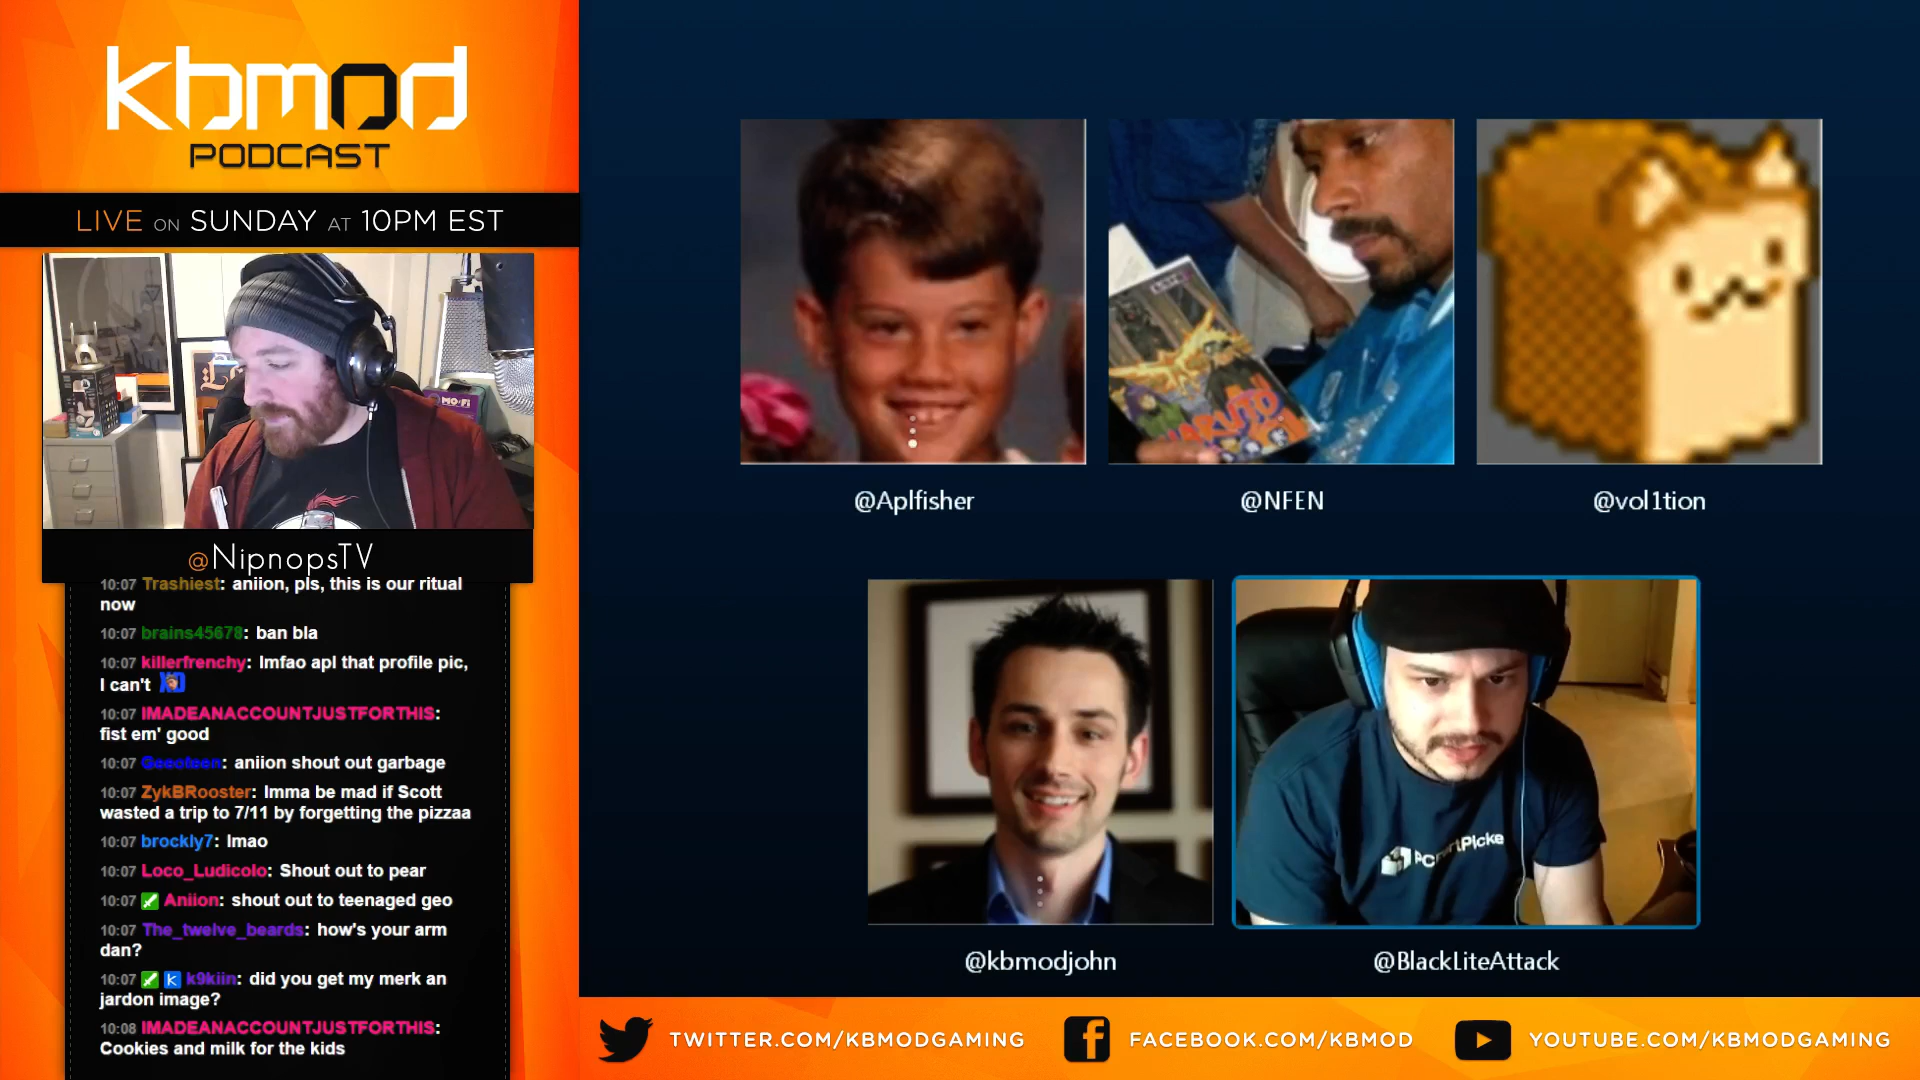 kbmod
PODCAST
LIVE ON SUNDAY AT 10PM EST
MO-FI
@NipnopsTV
10:07 Trashiest: aniion, pls, this is our ritual
now
10:07 brains45678: ban bla
10:07 killerfrenchy: lmfao apl that profile pic,
I can't
10:07 IMADEANACCOUNTJUSTFORTHIS:
fist em' good
10:07 Geeoteen: aniion shout out garbage
10:07 ZykBRooster: Imma be mad if Scott
wasted a trip to 7/11 by forgetting the pizzaa
10:07 brockly7: lmao
10:07 Loco_Ludicolo: Shout out to pear
10:07 Aniion: shout out to teenaged geo
10:07 The_twelve_beards: how's your arm
dan?
10:07 K k9kiin: did you get my merk an
jardon image?
10:08 IMADEANACCOUNTJUSTFORTHIS:
Cookies and milk for the kids
NARUTO
@Aplfisher
@NFEN
@vol1tion
PCPartPicke
@kbmodjohn
@BlackLiteAttack
TWITTER.COM/KBMODGAMING
FACEBOOK.COM/KBMOD
YOUTUBE.COM/KBMODGAMING